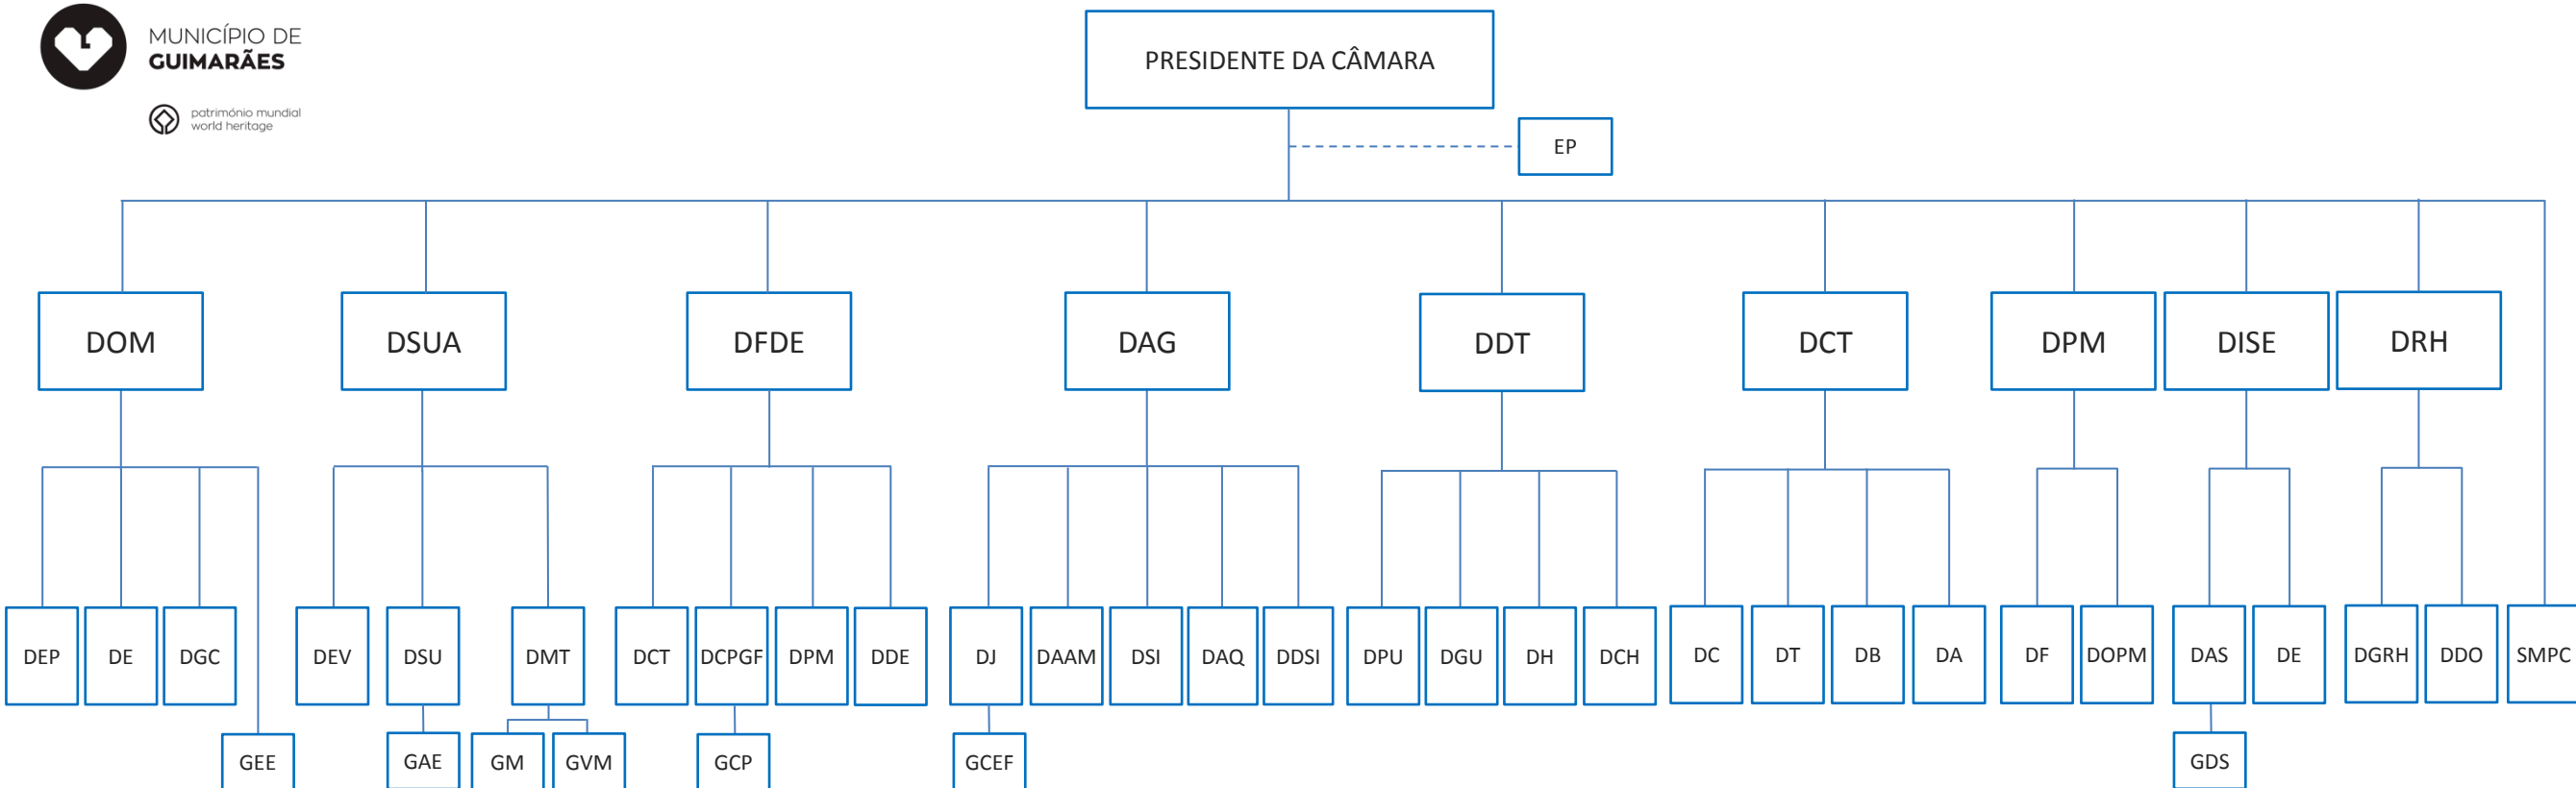 MUNICÍPIO DE
GUIMARÃES
património mundial
world heritage
PRESIDENTE DA CÂMARA
EP
DOM DSUA DFDE DAG DDT DCT DPM DISE DRH
DEP DE DGC DEV DSU DMT DCT DCPGF DPM DDE DJ DAAM DSI DAQ DDSI DPU DGU DH DCH DC DT DB DA DF DOPM DAS DE DGRH DDO SMPC
GEE GAE GM GVM GCP GCEF GDS